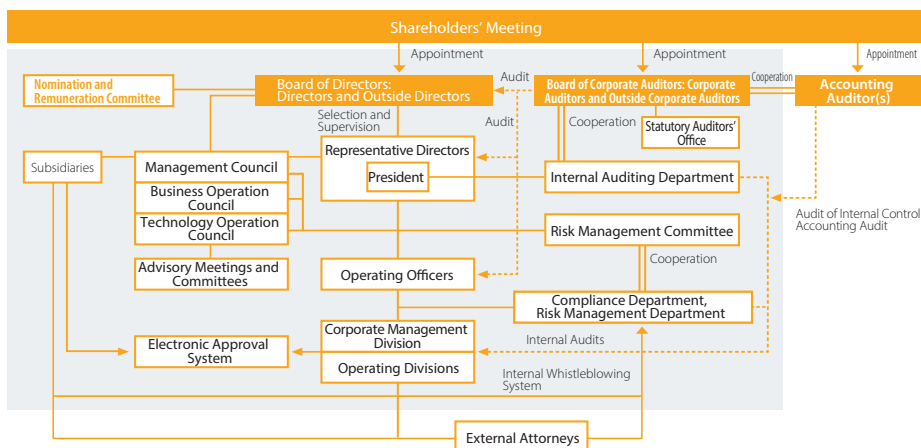 Shareholders' Meeting
Appointment
Appointment
Appointment
Nomination and
Remuneration Committee
Board of Directors:
Directors and Outside Directors
Audit
Board of Corporate Auditors: Corporate
Auditors and Outside Corporate Auditors
Cooperation
Accounting
Auditor(s)
Selection and
Supervision
Audit
Cooperation
Statutory Auditors'
Office
Subsidiaries
Management Council
Representative Directors
President
Internal Auditing Department
Business Operation
Council
Technology Operation
Council
Risk Management Committee
Audit of Internal Control
Accounting Audit
Advisory Meetings and
Committees
Operating Officers
Cooperation
Compliance Department,
Risk Management Department
Electronic Approval
System
Corporate Management
Division
Internal Audits
Operating Divisions
Internal Whistleblowing
System
External Attorneys